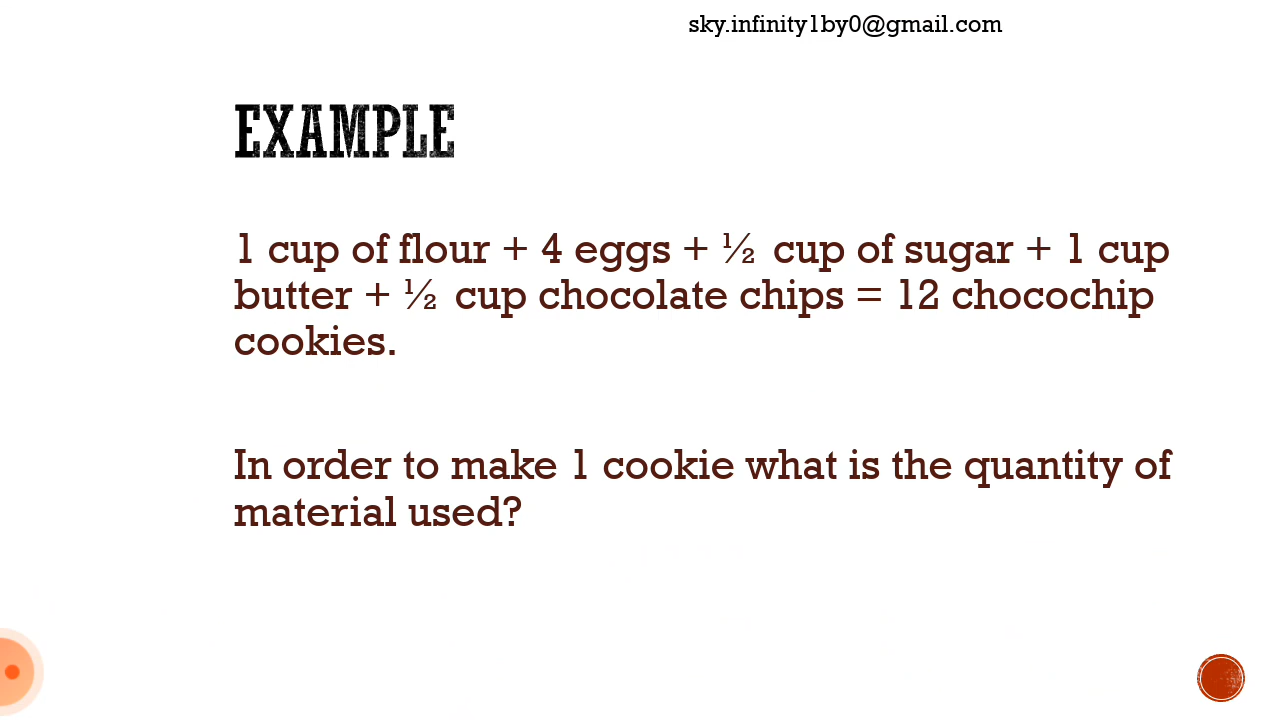 sky.infinity1by0@gmail.com
EXAMPLE
1 cup of flour + 4 eggs + ½ cup of sugar + 1 cup
butter + ½ cup chocolate chips = 12 chocochip
cookies.
In order to make 1 cookie what is the quantity of
material used?